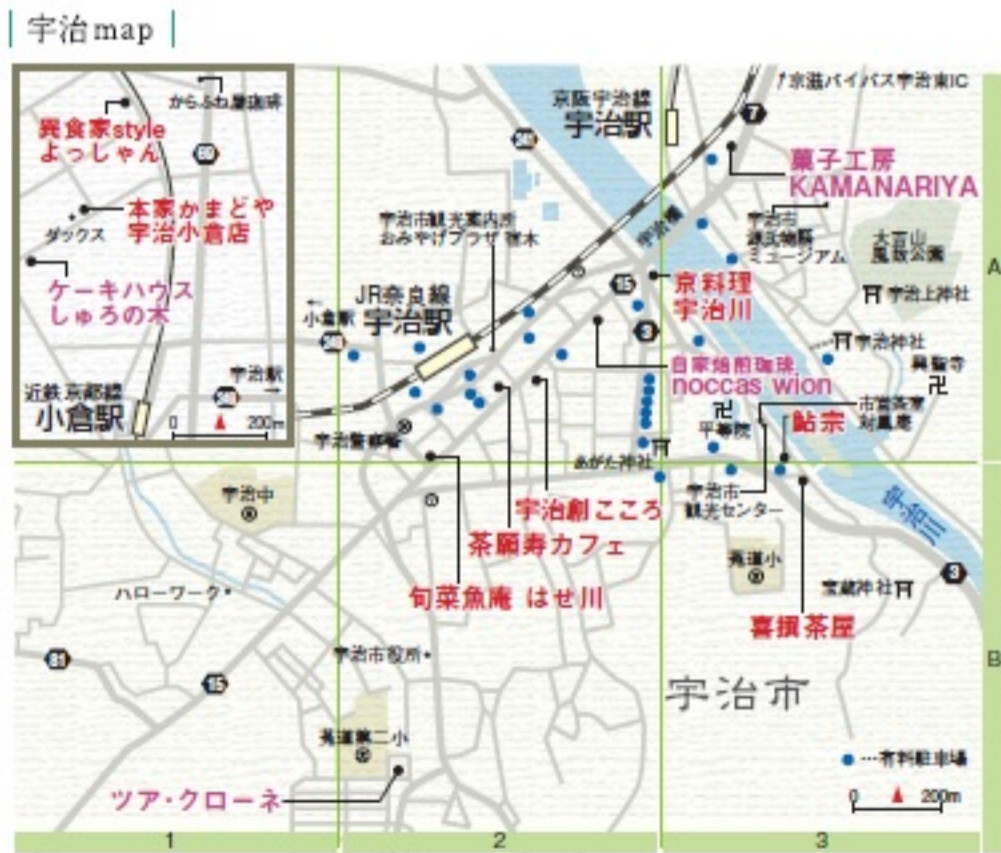 宇治map
からふね屋珈琲
異食家style
よっしゃん
69
本家かまどや
宇治小倉店
ダックス
ケーキハウス
しゅろの木
近鉄京都線
小倉駅
宇治駅
→
0 200m
京滋バイパス宇治東IC
京阪宇治線
宇治駅
7
菓子工房
KAMANARIYA
宇治市観光案内所
おみやげプラザ 宿木
宇治橋
宇治市
源氏物語
ミュージアム
大吉山
風致公園
A
15
京料理
宇治川
宇治上神社
JR奈良線
宇治駅
←
小倉駅
3
宇治神社
興聖寺
自家焙煎珈琲
noccas wion
平等院
鮎宗
市営茶室
対鳳庵
宇治警察署
あがた神社
宇治市
観光センター
宇治川
宇治中
宇治創こころ
茶願寿カフェ
菟道小
3
ハローワーク
旬菜魚庵 はせ川
宝蔵神社
喜撰茶屋
81
15
宇治市役所
B
宇治市
菟道第二小
…有料駐車場
ツア・クローネ
0 200m
1 2 3